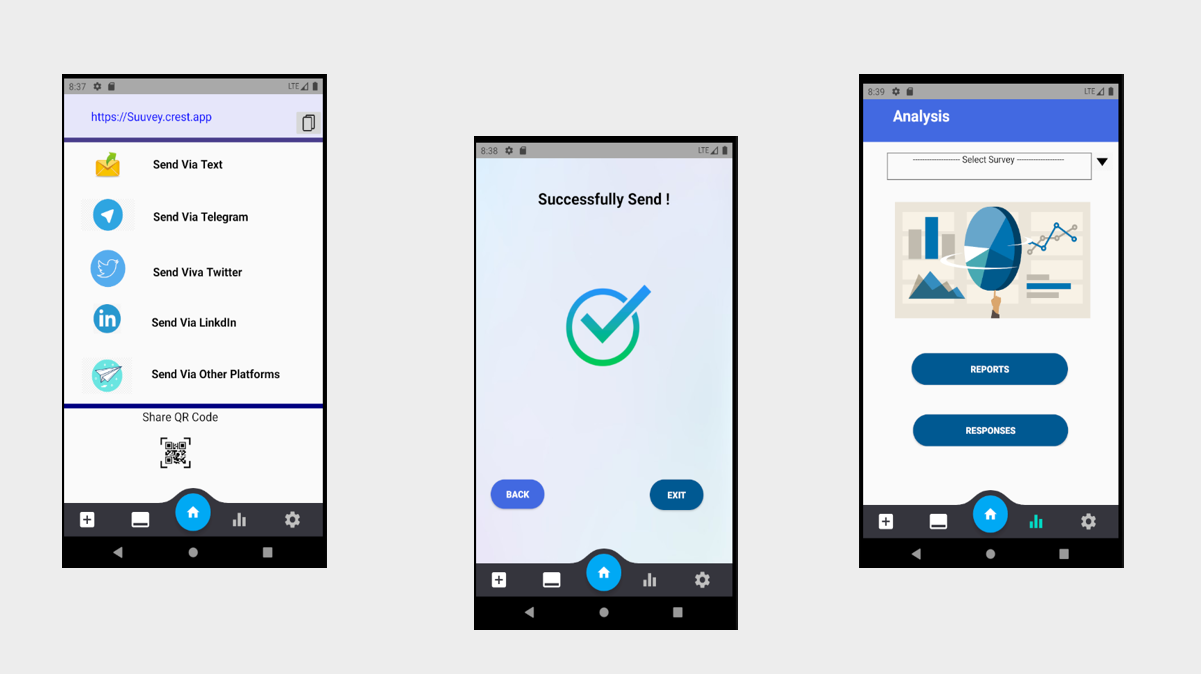 8:37 LTE
https://Suuvey.crest.app
Send Via Text
Send Via Telegram
Send Viva Twitter
in
Send Via LinkdIn
Send Via Other Platforms
Share QR Code
8:38 LTE
Successfully Send !
BACK
EXIT
8:39 LTE
Analysis
-------------------- Select Survey --------------------
REPORTS
RESPONSES